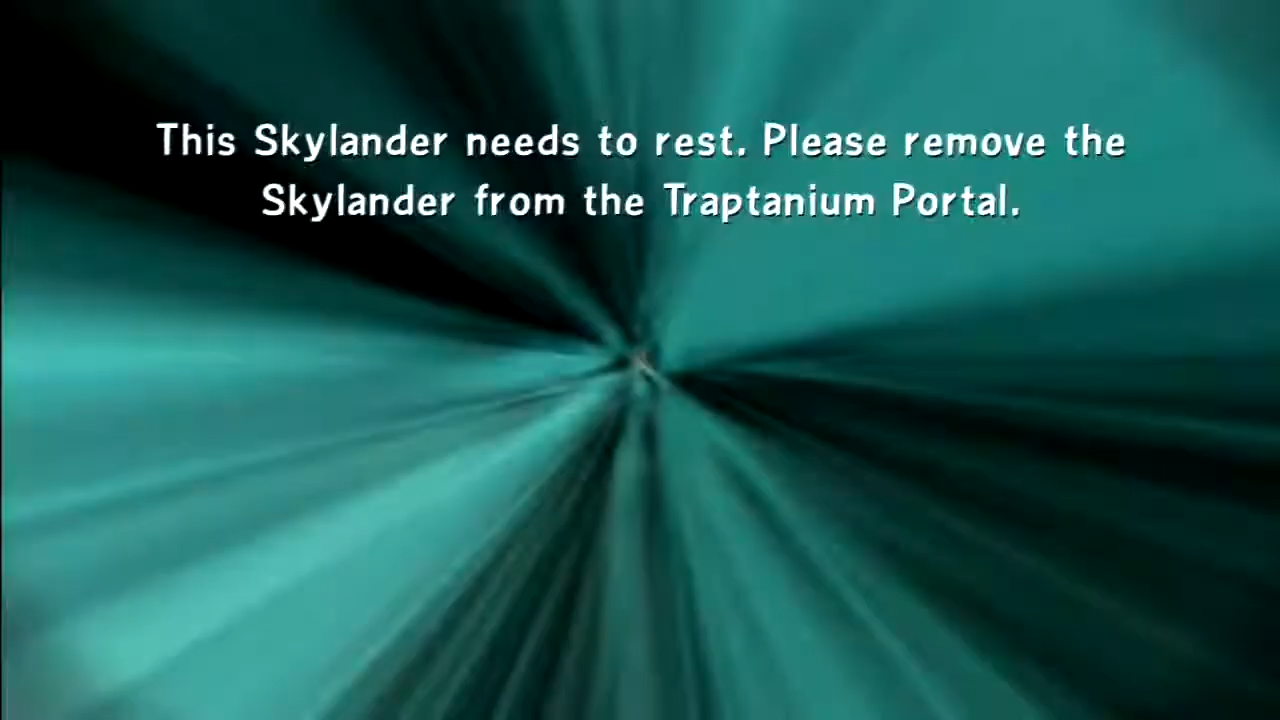 This Skylander needs to rest. Please remove the
Skylander from the Traptanium Portal.